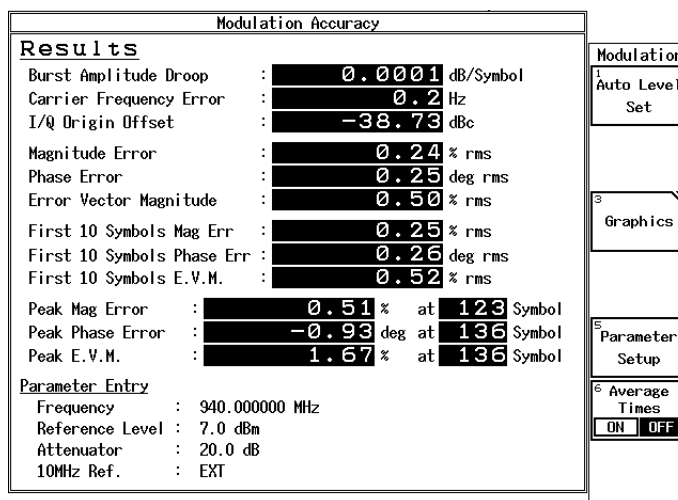 Modulation Accuracy
Results
Burst Amplitude Droop : 0.0001 dB/Symbol
Carrier Frequency Error : 0.2 Hz
I/Q Origin Offset : -38.73 dBc
Magnitude Error : 0.24 % rms
Phase Error : 0.25 deg rms
Error Vector Magnitude : 0.50 % rms
First 10 Symbols Mag Err : 0.25 % rms
First 10 Symbols Phase Err : 0.26 deg rms
First 10 Symbols E.V.M. : 0.52 % rms
Peak Mag Error : 0.51 % at 123 Symbol
Peak Phase Error : -0.93 deg at 136 Symbol
Peak E.V.M. : 1.67 % at 136 Symbol
Parameter Entry
Frequency : 940.000000 MHz
Reference Level : 7.0 dBm
Attenuator : 20.0 dB
10MHz Ref. : EXT
Modulation
1
Auto Level
Set
3
Graphics
5
Parameter
Setup
6 Average
Times
ON OFF